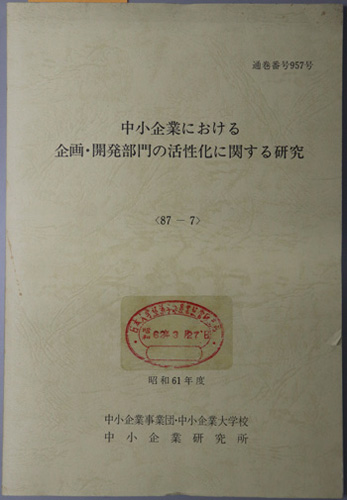 通巻番号957号
中小企業における
企画・開発部門の活性化に関する研究
〈87 － 7〉
昭和61年度
中小企業事業団・中小企業大学校
中小企業研究所